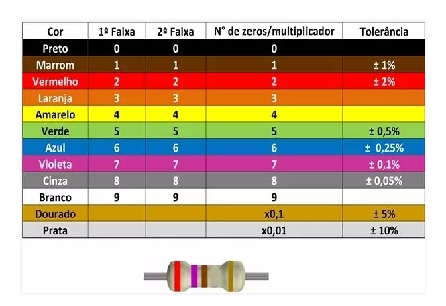 Cor 1ª Faixa 2ª Faixa N° de zeros/multiplicador Tolerância
Preto 0 0 0
Marrom 1 1 1 ± 1%
Vermelho 2 2 2 ± 2%
Laranja 3 3 3
Amarelo 4 4 4
Verde 5 5 5 ± 0,5%
Azul 6 6 6 ± 0,25%
Violeta 7 7 7 ± 0,1%
Cinza 8 8 8 ± 0,05%
Branco 9 9 9
Dourado x0,1 ± 5%
Prata x0,01 ± 10%